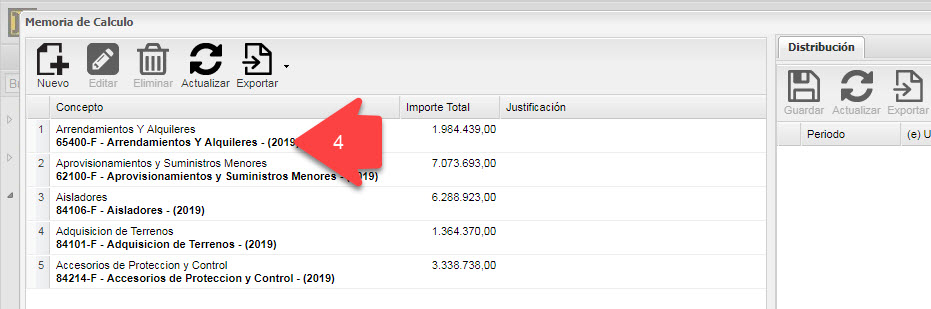 Memoria de Calculo
Nuevo Editar Eliminar Actualizar Exportar
Concepto Importe Total Justificación
1 Arrendamientos Y Alquileres 1.984.439,00
65400-F - Arrendamientos Y Alquileres - (2019)
4
2 Aprovisionamientos y Suministros Menores 7.073.693,00
62100-F - Aprovisionamientos y Suministros Menores - (2019)
3 Aisladores 6.288.923,00
84106-F - Aisladores - (2019)
4 Adquisicion de Terrenos 1.364.370,00
84101-F - Adquisicion de Terrenos - (2019)
5 Accesorios de Proteccion y Control 3.338.738,00
84214-F - Accesorios de Proteccion y Control - (2019)
Distribución
Guardar Actualizar Exportar
Periodo (e) U